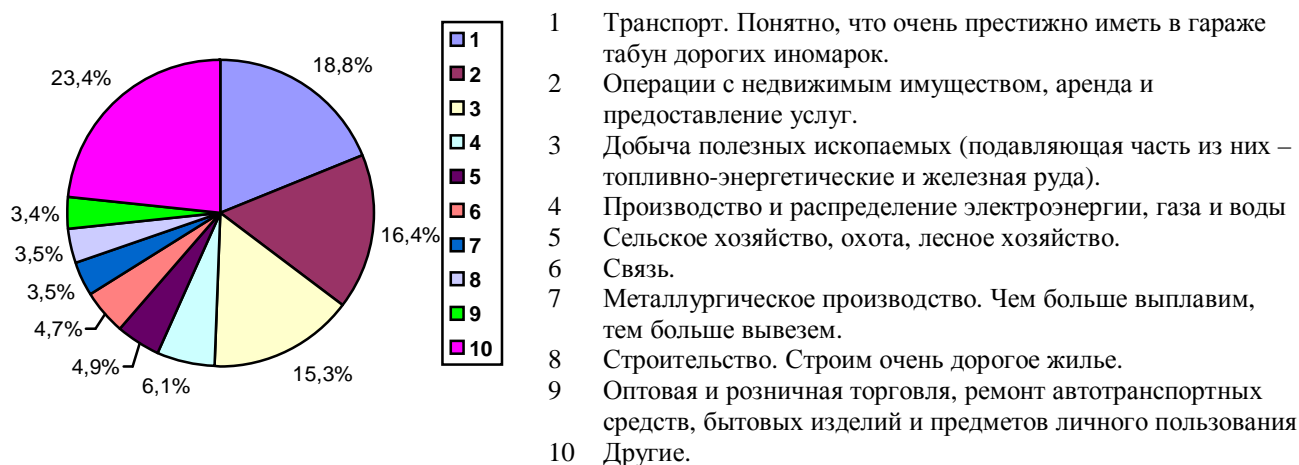 18,8%
16,4%
15,3%
6,1%
4,9%
4,7%
3,5%
3,5%
3,4%
23,4%
1
2
3
4
5
6
7
8
9
10
1 Транспорт. Понятно, что очень престижно иметь в гараже
табун дорогих иномарок.
2 Операции с недвижимым имуществом, аренда и
предоставление услуг.
3 Добыча полезных ископаемых (подавляющая часть из них –
топливно-энергетические и железная руда).
4 Производство и распределение электроэнергии, газа и воды
5 Сельское хозяйство, охота, лесное хозяйство.
6 Связь.
7 Металлургическое производство. Чем больше выплавим,
тем больше вывезем.
8 Строительство. Строим очень дорогое жилье.
9 Оптовая и розничная торговля, ремонт автотранспортных
средств, бытовых изделий и предметов личного пользования
10 Другие.